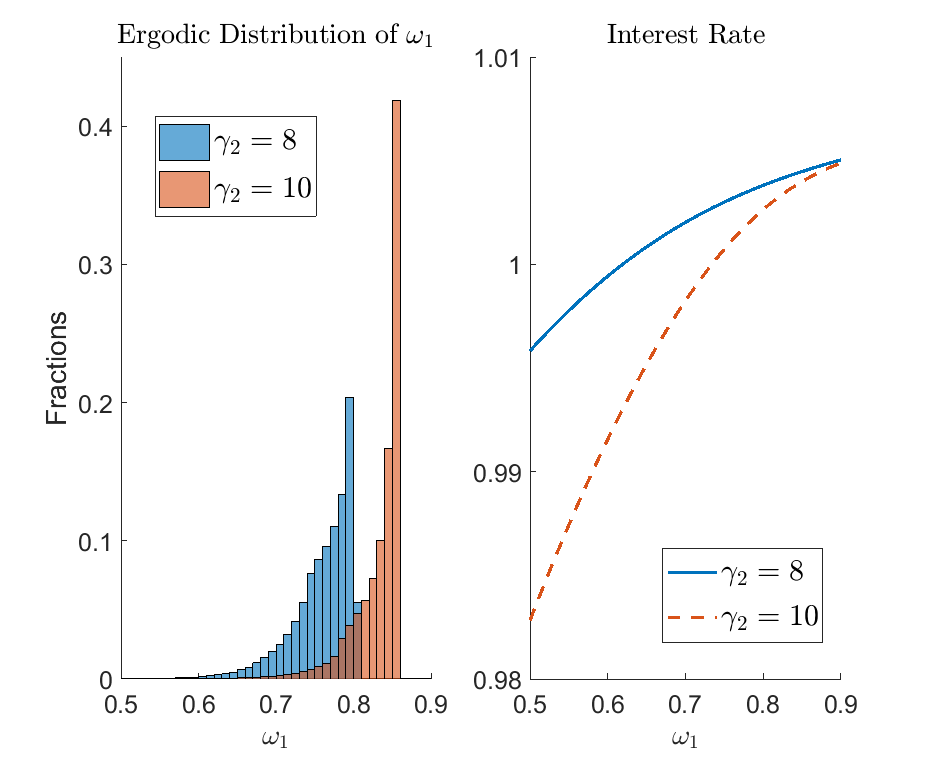 Ergodic Distribution of ω₁
Fractions
0.4
0.3
0.2
0.1
0
0.5 0.6 0.7 0.8 0.9
ω₁
γ₂ = 8
γ₂ = 10
Interest Rate
1.01
1
0.99
0.98
0.5 0.6 0.7 0.8 0.9
ω₁
γ₂ = 8
γ₂ = 10